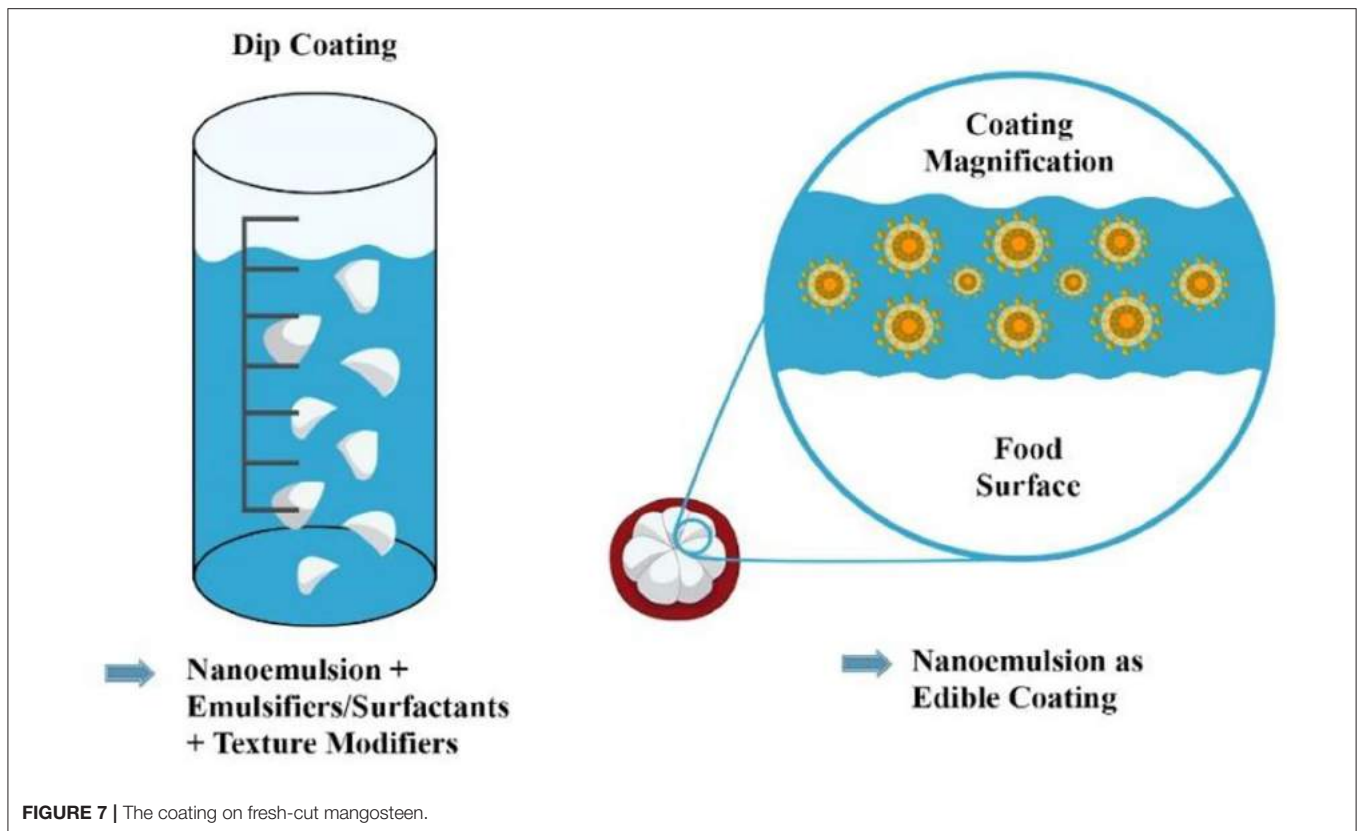 Dip Coating
Nanoemulsion +
Emulsifiers/Surfactants
+ Texture Modifiers
Coating
Magnification
Food
Surface
Nanoemulsion as
Edible Coating
FIGURE 7 | The coating on fresh-cut mangosteen.